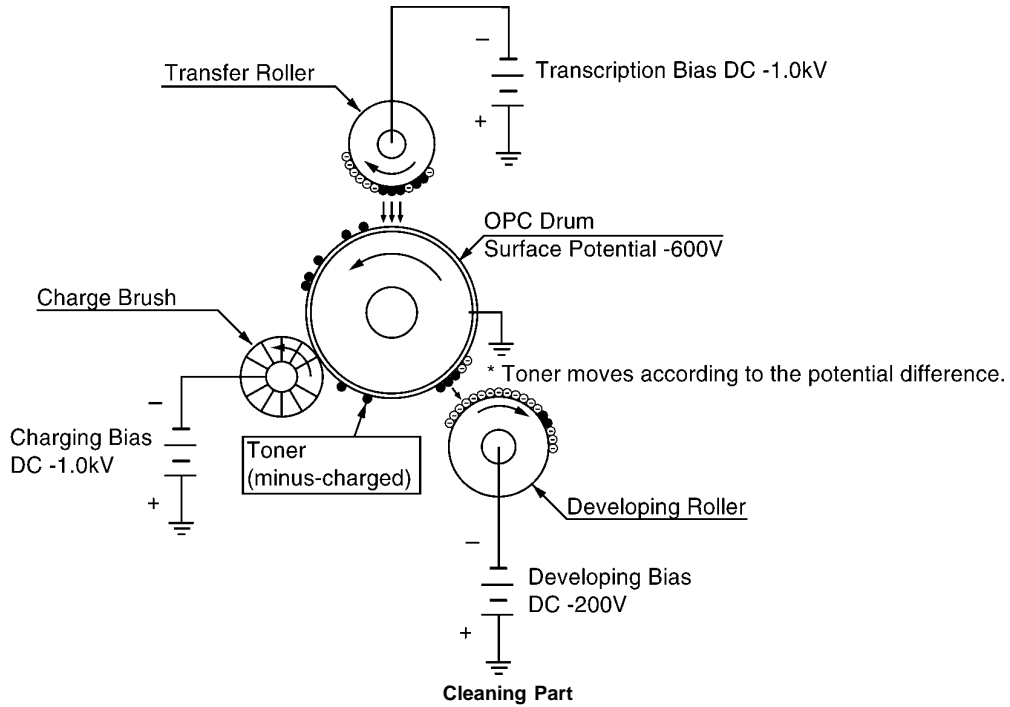 Transfer Roller
−
Transcription Bias DC -1.0kV
+
OPC Drum
Surface Potential -600V
Charge Brush
* Toner moves according to the potential difference.
−
Charging Bias
DC -1.0kV
+
Toner
(minus-charged)
Developing Roller
−
Developing Bias
DC -200V
+
Cleaning Part